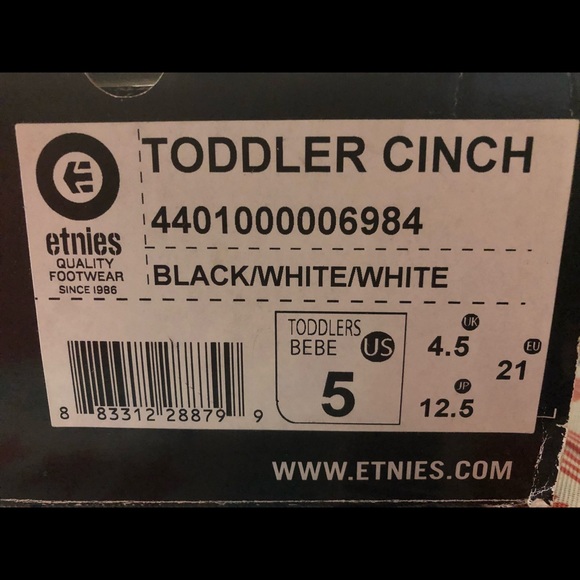 TODDLER CINCH
4401000006984
BLACK/WHITE/WHITE
etnies
QUALITY
FOOTWEAR
SINCE 1986
TODDLERS
BEBE US
5
4.5 UK
12.5 JP
21 EU
8 83312 28879 9
WWW.ETNIES.COM